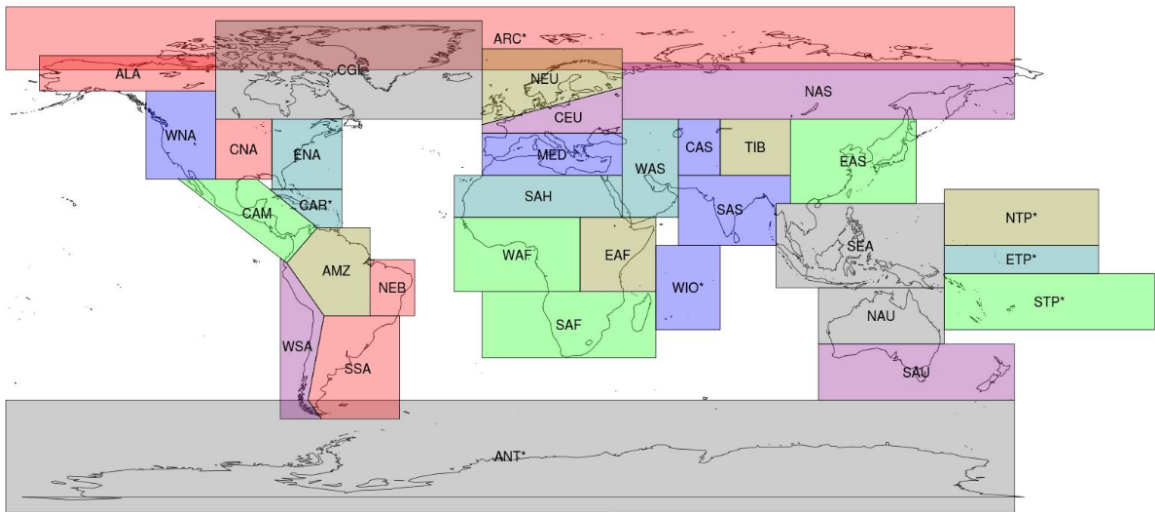 ARC*
ALA
CGI
NEU
NAS
CEU
WNA
CNA
ENA
MED
WAS
CAS
TIB
EAS
CAM
CAR*
SAH
SAS
NTP*
WAF
EAF
SEA
ETP*
AMZ
NEB
WIO*
STP*
SAF
NAU
WSA
SSA
SAU
ANT*